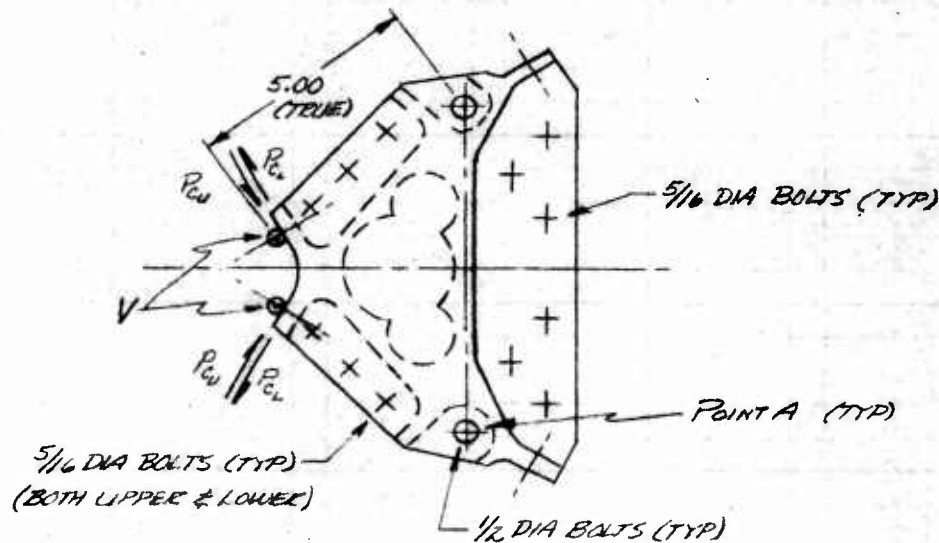 5.00
(TRUE)
PCL
PCU
5/16 DIA BOLTS (TYP)
V
PCU
PCL
POINT A (TYP)
5/16 DIA BOLTS (TYP)
(BOTH UPPER & LOWER)
1/2 DIA BOLTS (TYP)